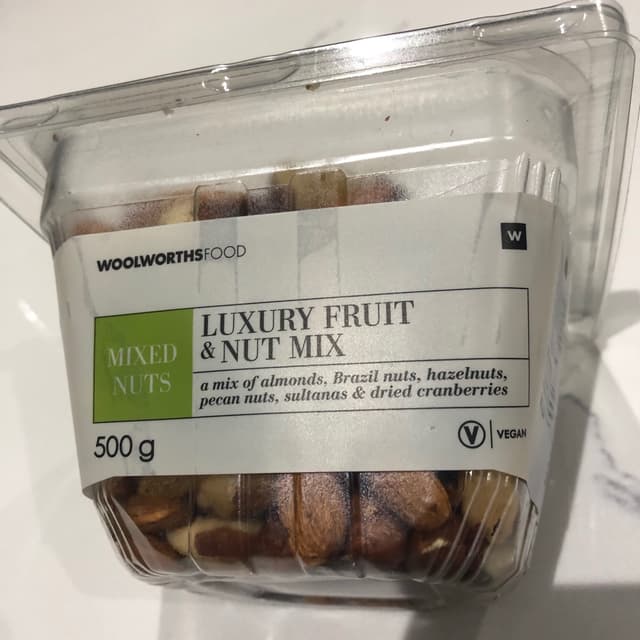 WOOLWORTHSFOOD
W
MIXED
NUTS
LUXURY FRUIT
& NUT MIX
a mix of almonds, Brazil nuts, hazelnuts,
pecan nuts, sultanas & dried cranberries
500 g
V VEGAN